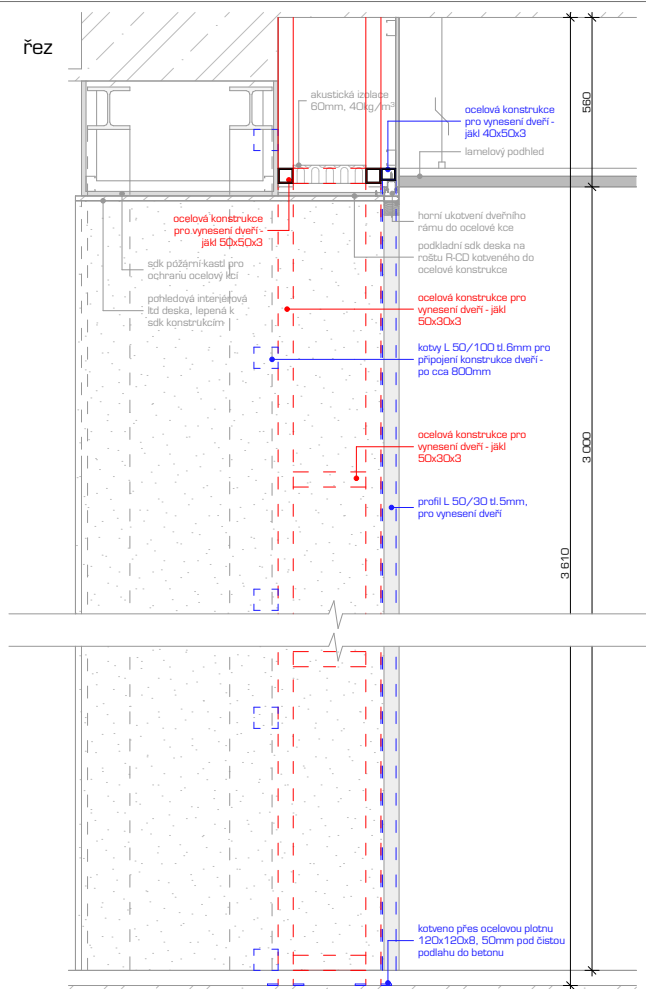 řez
akustická izolace
60mm, 40kg/m³
ocelová konstrukce
pro vynesení dveří -
jäkl 40x50x3
lamelový podhled
560
ocelová konstrukce
pro vynesení dveří -
jäkl 50x50x3
horní ukotvení dveřního
rámu do ocelové kce
podkladní sdk deska na
roštu R-CD kotveného do
ocelové konstrukce
sdk požární kastl pro
ochranu ocelový kcí
pohledová interiérová
ltd deska, lepená k
sdk konstrukcím
ocelová konstrukce pro
vynesení dveří - jäkl
50x30x3
kotvy L 50/100 tl.6mm pro
připojení konstrukce dveří -
po cca 800mm
ocelová konstrukce pro
vynesení dveří - jäkl
50x30x3
3 000
profil L 50/30 tl.5mm,
pro vynesení dveří
3 610
kotveno přes ocelovou plotnu
120x120x8, 50mm pod čistou
podlahu do betonu